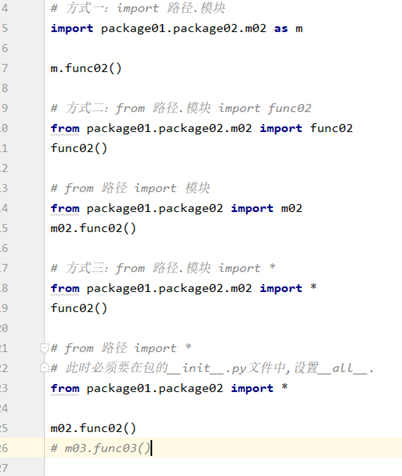 4 # 方式一：import 路径.模块
5 import package01.package02.m02 as m
6
7 m.func02()
8
9 # 方式二：from 路径.模块 import func02
10 from package01.package02.m02 import func02
11 func02()
12
13 # from 路径 import 模块
14 from package01.package02 import m02
15 m02.func02()
16
17 # 方式三：from 路径.模块 import *
18 from package01.package02.m02 import *
19 func02()
20
21 # from 路径 import *
22 # 此时必须要在包的__init__.py文件中,设置__all__.
23 from package01.package02 import *
24
25 m02.func02()
26 # m03.func03()
27